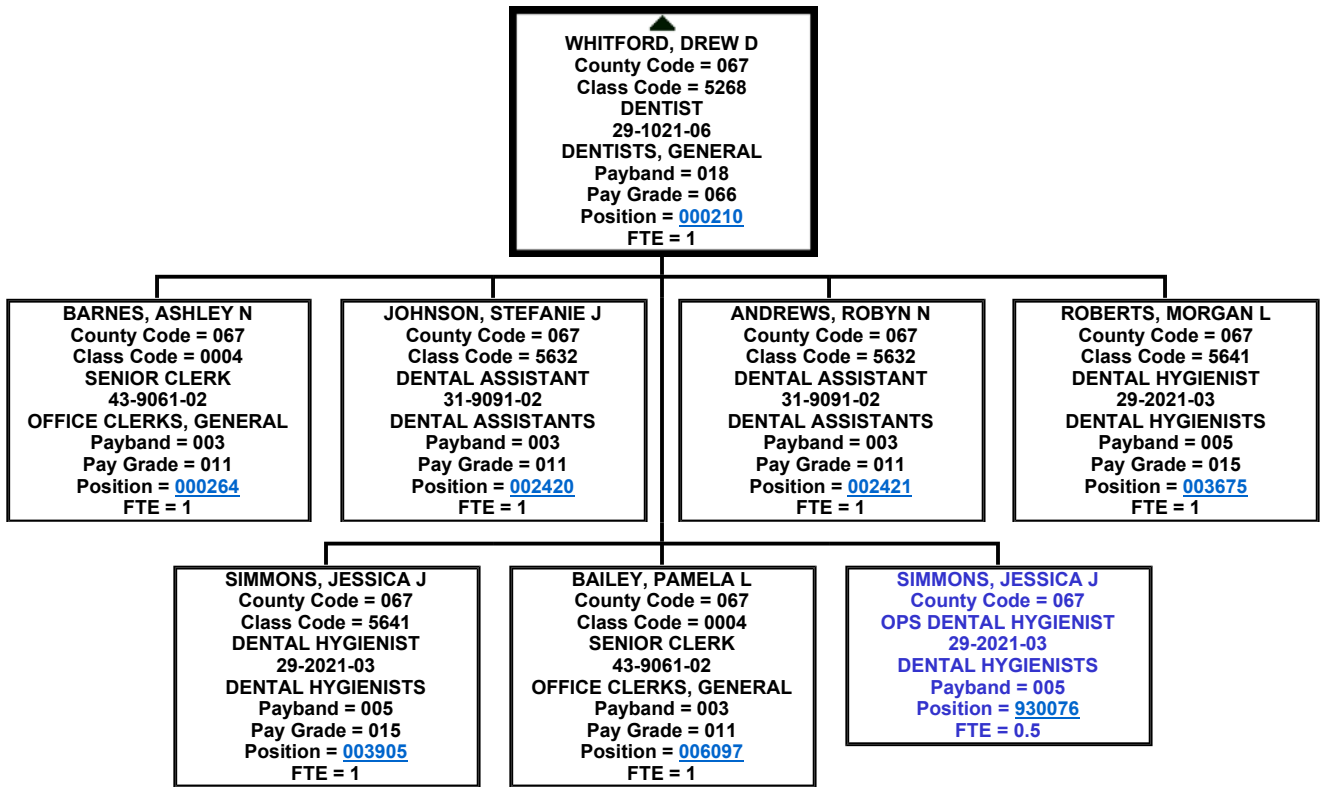 WHITFORD, DREW D
County Code = 067
Class Code = 5268
DENTIST
29-1021-06
DENTISTS, GENERAL
Payband = 018
Pay Grade = 066
Position = 000210
FTE = 1
BARNES, ASHLEY N
County Code = 067
Class Code = 0004
SENIOR CLERK
43-9061-02
OFFICE CLERKS, GENERAL
Payband = 003
Pay Grade = 011
Position = 000264
FTE = 1
JOHNSON, STEFANIE J
County Code = 067
Class Code = 5632
DENTAL ASSISTANT
31-9091-02
DENTAL ASSISTANTS
Payband = 003
Pay Grade = 011
Position = 002420
FTE = 1
ANDREWS, ROBYN N
County Code = 067
Class Code = 5632
DENTAL ASSISTANT
31-9091-02
DENTAL ASSISTANTS
Payband = 003
Pay Grade = 011
Position = 002421
FTE = 1
ROBERTS, MORGAN L
County Code = 067
Class Code = 5641
DENTAL HYGIENIST
29-2021-03
DENTAL HYGIENISTS
Payband = 005
Pay Grade = 015
Position = 003675
FTE = 1
SIMMONS, JESSICA J
County Code = 067
Class Code = 5641
DENTAL HYGIENIST
29-2021-03
DENTAL HYGIENISTS
Payband = 005
Pay Grade = 015
Position = 003905
FTE = 1
BAILEY, PAMELA L
County Code = 067
Class Code = 0004
SENIOR CLERK
43-9061-02
OFFICE CLERKS, GENERAL
Payband = 003
Pay Grade = 011
Position = 006097
FTE = 1
SIMMONS, JESSICA J
County Code = 067
OPS DENTAL HYGIENIST
29-2021-03
DENTAL HYGIENISTS
Payband = 005
Position = 930076
FTE = 0.5